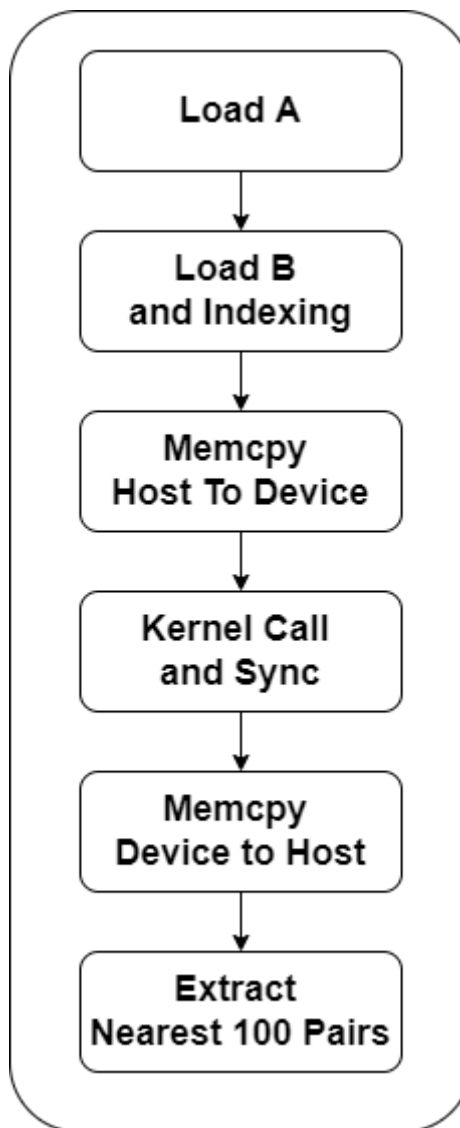 Load A
Load B
and Indexing
Memcpy
Host To Device
Kernel Call
and Sync
Memcpy
Device to Host
Extract
Nearest 100 Pairs